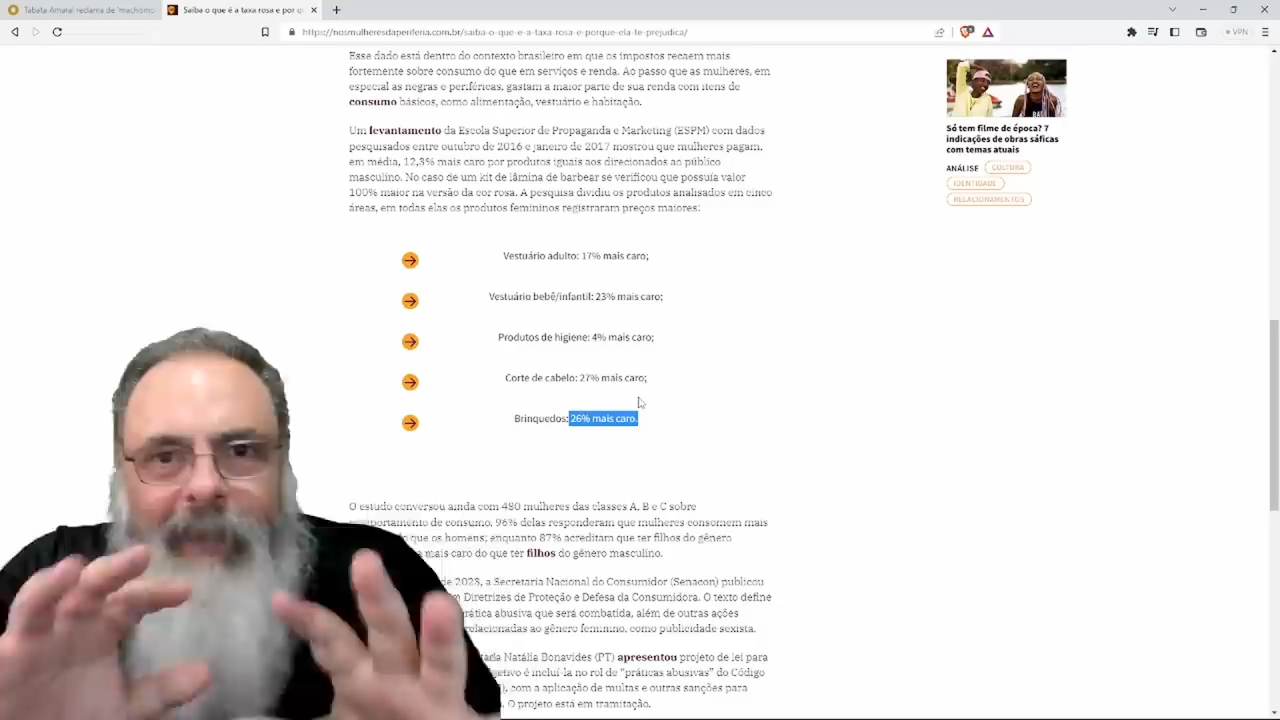 Tabata Amaral reclama de 'machismo
Saiba o que é a taxa rosa e por q
https://nosmulheresdaperiferia.com.br/saiba-o-que-e-a-taxa-rosa-e-porque-ela-te-prejudica/
VPN
Esse dado está dentro do contexto brasileiro em que os impostos recaem mais
fortemente sobre consumo do que em serviços e renda. Ao passo que as mulheres, em
especial as negras e periféricas, gastam a maior parte de sua renda com itens de
consumo básicos, como alimentação, vestuário e habitação.
Um levantamento da Escola Superior de Propaganda e Marketing (ESPM) com dados
pesquisados entre outubro de 2016 e janeiro de 2017 mostrou que mulheres pagam,
em média, 12,3% mais caro por produtos iguais aos direcionados ao público
masculino. No caso de um kit de lâmina de barbear se verificou que possuía valor
100% maior na versão da cor rosa. A pesquisa dividiu os produtos analisados em cinco
áreas, em todas elas os produtos femininos registraram preços maiores:
Vestuário adulto: 17% mais caro;
Vestuário bebê/infantil: 23% mais caro;
Produtos de higiene: 4% mais caro;
Corte de cabelo: 27% mais caro;
Brinquedos: 26% mais caro.
O estudo conversou ainda com 480 mulheres das classes A, B e C sobre
portamento de consumo, 96% delas responderam que mulheres consomem mais
do que os homens; enquanto 87% acreditam que ter filhos do gênero
mais caro do que ter filhos do gênero masculino.
de 2023, a Secretaria Nacional do Consumidor (Senacon) publicou
Diretrizes de Proteção e Defesa da Consumidora. O texto define
prática abusiva que será combatida, além de outras ações
relacionadas ao gênero feminino, como publicidade sexista.
Natália Bonavides (PT) apresentou projeto de lei para
objetivo é incluí-la no rol de "práticas abusivas" do Código
com a aplicação de multas e outras sanções para
O projeto está em tramitação.
Só tem filme de época? 7
indicações de obras sáficas
com temas atuais
ANÁLISE CULTURA
IDENTIDADE
RELACIONAMENTOS